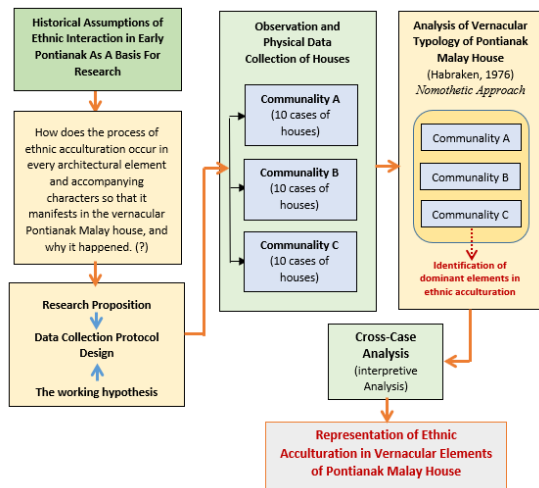 Historical Assumptions of
Ethnic Interaction in Early
Pontianak As A Basis For
Research
How does the process of
ethnic acculturation occur in
every architectural element
and accompanying
characters so that it
manifests in the vernacular
Pontianak Malay house, and
why it happened. (?)
Research Proposition
Data Collection Protocol
Design
The working hypothesis
Observation and
Physical Data
Collection of Houses
Communality A
(10 cases of
houses)
Communality B
(10 cases of
houses)
Communality C
(10 cases of
houses)
Analysis of Vernacular
Typology of Pontianak
Malay House
(Habraken, 1976)
Nomothetic Approach
Communality A
Communality B
Communality C
Identification of
dominant elements in
ethnic acculturation
Cross-Case
Analysis
(interpretive
Analysis)
Representation of Ethnic
Acculturation in Vernacular Elements
of Pontianak Malay House